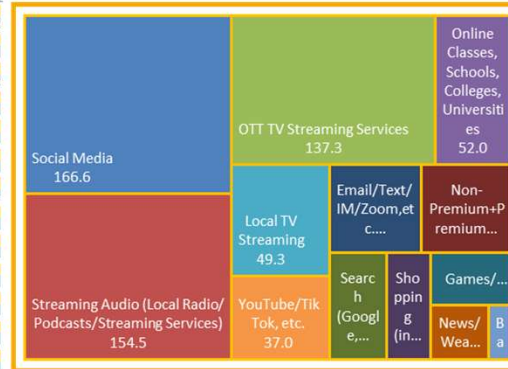 Social Media
166.6
Streaming Audio (Local Radio/
Podcasts/Streaming Services)
154.5
OTT TV Streaming Services
137.3
Local TV
Streaming
49.3
YouTube/Tik
Tok, etc.
37.0
Online
Classes,
Schools,
Colleges,
Universiti
es
52.0
Email/Text/
IM/Zoom,et
c....
Non-
Premium+P
remium...
Searc
h
(Googl
e,...
Sho
ppin
g
(in...
Games/...
News/
Wea...
B
a